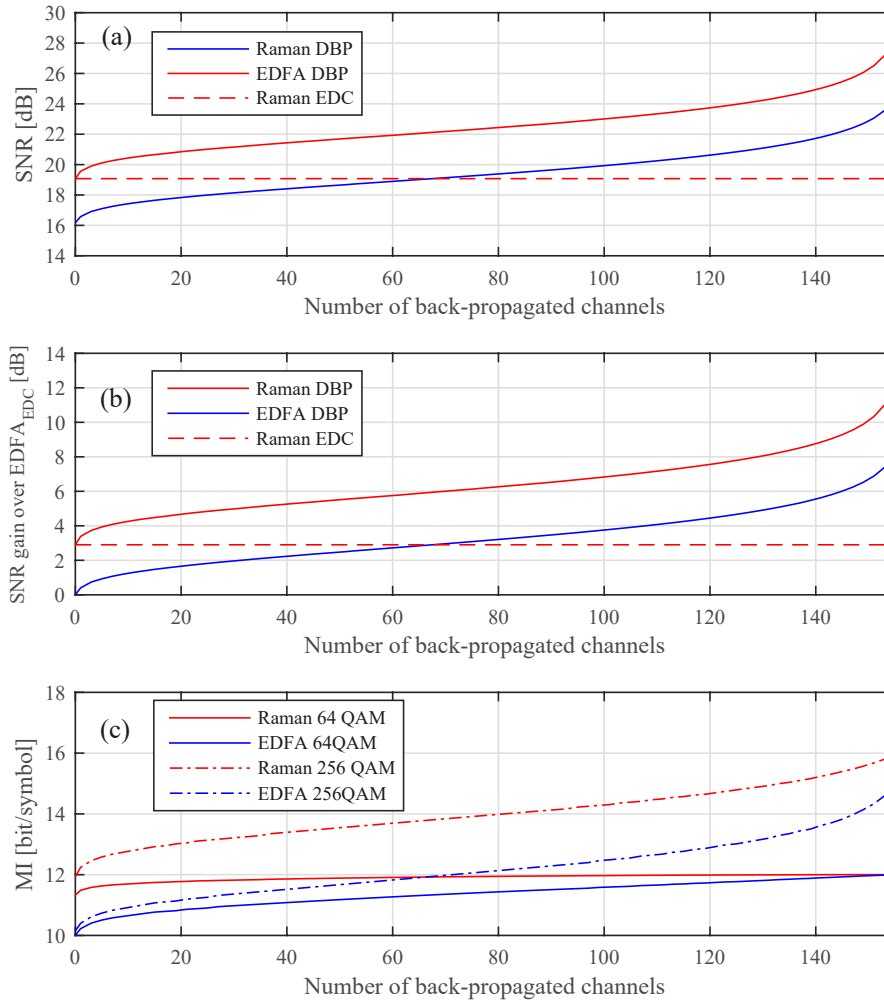 30
28
26
24
22
20
18
16
14
SNR [dB]
(a)
Raman DBP
EDFA DBP
Raman EDC
0 20 40 60 80 100 120 140
Number of back-propagated channels
14
12
10
8
6
4
2
0
SNR gain over EDFA_EDC [dB]
(b)
Raman DBP
EDFA DBP
Raman EDC
0 20 40 60 80 100 120 140
Number of back-propagated channels
18
16
14
12
10
MI [bit/symbol]
(c)
Raman 64 QAM
EDFA 64QAM
Raman 256 QAM
EDFA 256QAM
0 20 40 60 80 100 120 140
Number of back-propagated channels